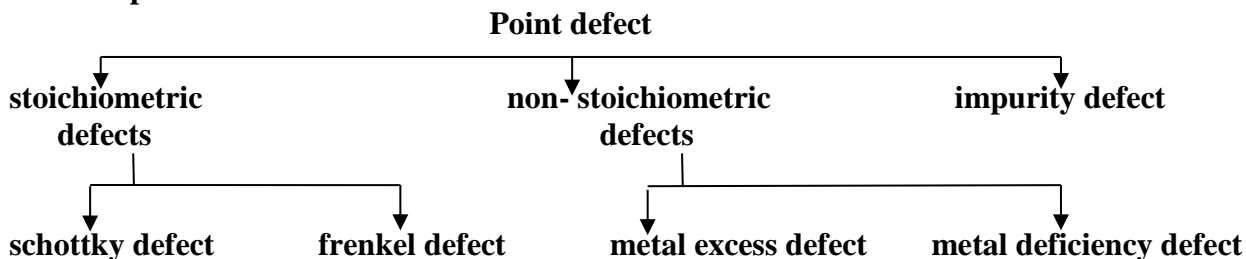 Point defect
stoichiometric non- stoichiometric impurity defect
defects defects
schottky defect frenkel defect metal excess defect metal deficiency defect